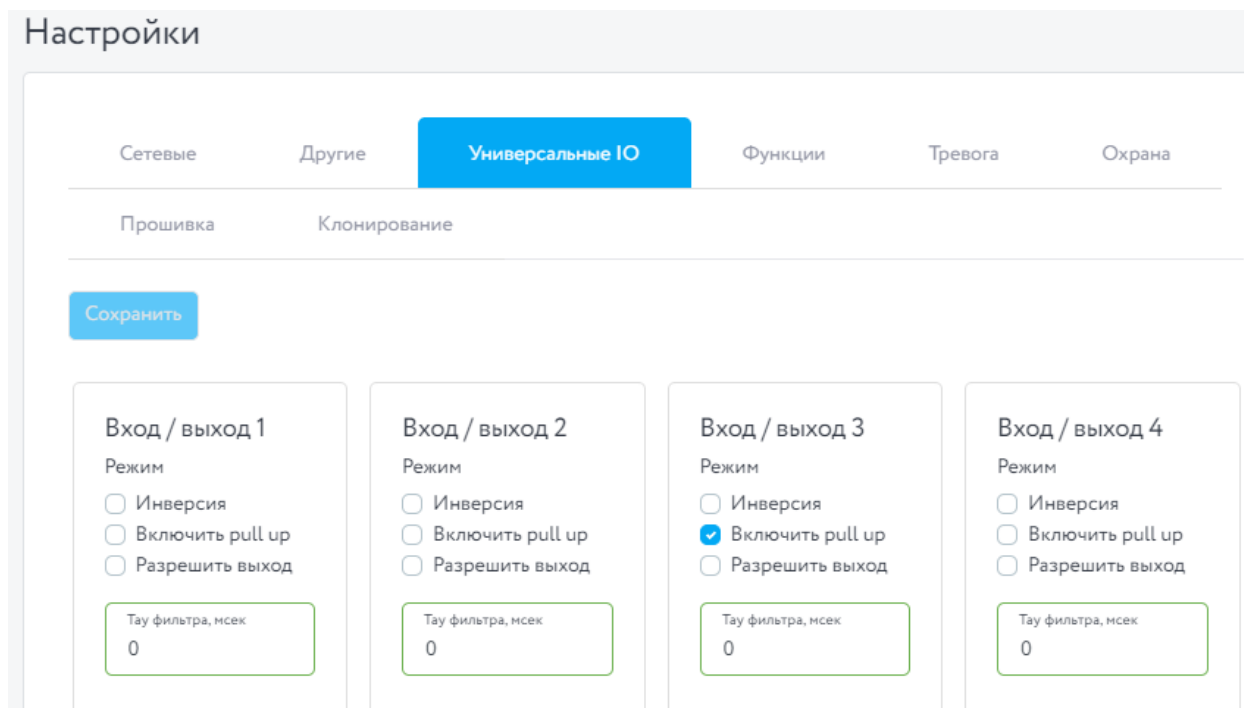 Настройки
Сетевые Другие Универсальные IO Функции Тревога Охрана
Прошивка Клонирование
Сохранить
Вход / выход 1 Вход / выход 2 Вход / выход 3 Вход / выход 4
Режим Режим Режим Режим
Инверсия Инверсия Инверсия Инверсия
Включить pull up Включить pull up Включить pull up Включить pull up
Разрешить выход Разрешить выход Разрешить выход Разрешить выход
Тау фильтра, мсек Тау фильтра, мсек Тау фильтра, мсек Тау фильтра, мсек
0 0 0 0